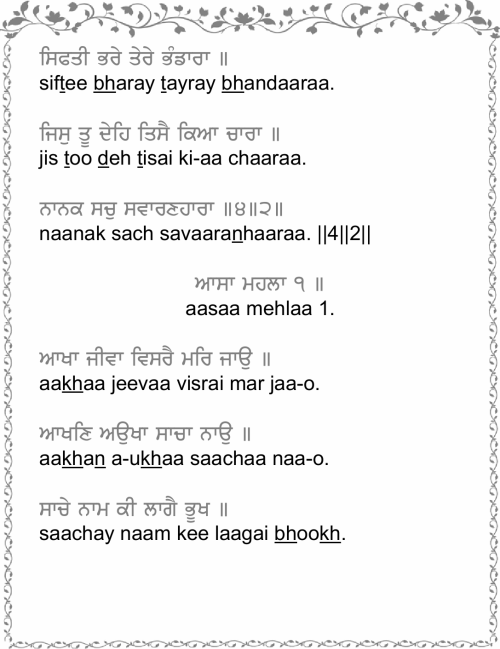 ਸਿਫਤੀ ਭਰੇ ਤੇਰੇ ਭੰਡਾਰਾ ॥
siftee bharay tayray bhandaaraa.
ਜਿਸੁ ਤੂ ਦੇਹਿ ਤਿਸੈ ਕਿਆ ਚਾਰਾ ॥
jis too deh tisai ki-aa chaaraa.
ਨਾਨਕ ਸਚੁ ਸਵਾਰਣਹਾਰਾ ॥੪॥੨॥
naanak sach savaaranhaaraa. ||4||2||
ਆਸਾ ਮਹਲਾ ੧ ॥
aasaa mehlaa 1.
ਆਖਾ ਜੀਵਾ ਵਿਸਰੈ ਮਰਿ ਜਾਉ ॥
aakhaa jeevaa visrai mar jaa-o.
ਆਖਣਿ ਅਉਖਾ ਸਾਚਾ ਨਾਉ ॥
aakhan a-ukhaa saachaa naa-o.
ਸਾਚੇ ਨਾਮ ਕੀ ਲਾਗੈ ਭੂਖ ॥
saachay naam kee laagai bhookh.